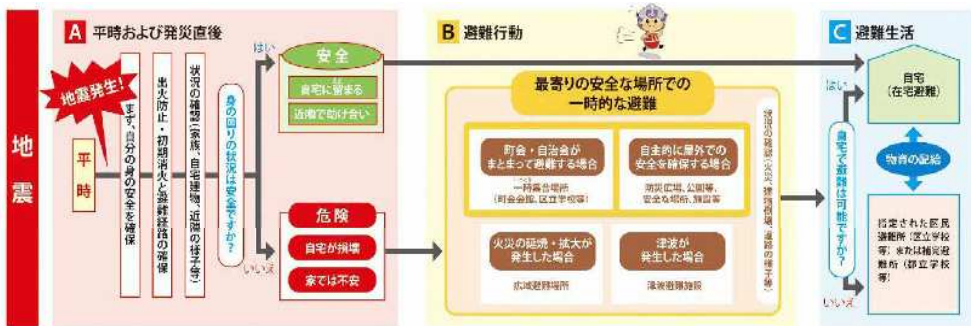 地震
A 平時および発災直後
地震発生！
平時
まず、自分の身の安全を確保
出火防止・初期消火と避難経路の確保
状況の確認（家族、自宅建物、近隣の様子等）
身の回りの状況は安全ですか？
はい
安全
自宅に留まる
近隣で助け合い
いいえ
危険
自宅が損壊
家では不安
B 避難行動
最寄りの安全な場所での
一時的な避難
町会・自治会が
まとまって避難する場合
一時集合場所
（町会会館、区立学校等）
自主的に屋外での
安全を確保する場合
防災広場、公園等、
安全な場所、施設等
火災の延焼・拡大が
発生した場合
広域避難場所
津波が
発生した場合
津波避難施設
状況の確認（火災、建物倒壊、道路の様子等）
C 避難生活
はい
自宅で避難は可能ですか？
いいえ
自宅
（在宅避難）
物資の配給
指定された区民
避難所（区立学校
等）または補完避
難所（都立学校
等）